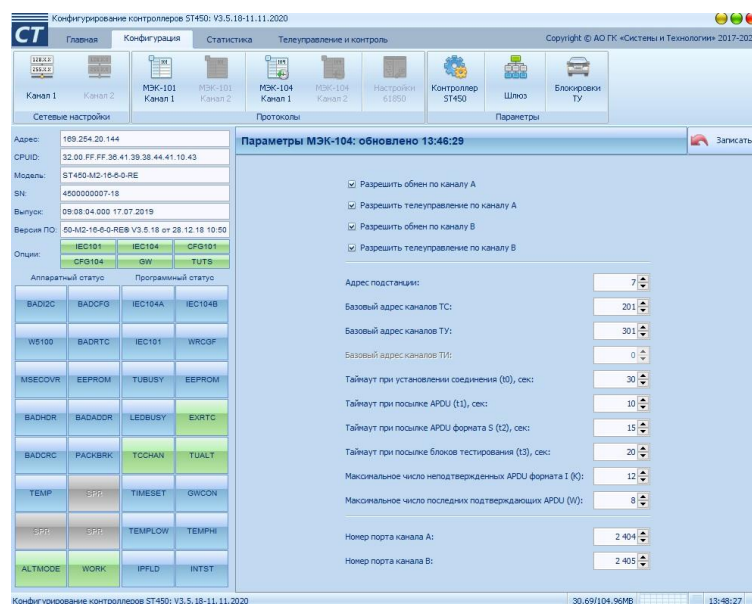 Конфигурирование контроллеров ST450: V3.5.18-11.11.2020
СТ
Главная Конфигурация Статистика Телеуправление и контроль Copyright © АО ГК «Системы и Технологии» 2017-202
Канал 1 Канал 2 МЭК-101 Канал 1 МЭК-101 Канал 2 МЭК-104 Канал 1 МЭК-104 Канал 2 Настройки 61850 Контроллер ST450 Шлюз Блокировки ТУ
Сетевые настройки Протоколы Параметры
Адрес: 169.254.20.144
CPUID: 32.00.FF.FF.36.41.39.38.44.41.10.43
Модель: ST450-M2-16-6-0-RE
SN: 4500000007-18
Выпуск: 09:08:04.000 17.07.2019
Версия ПО: 50-M2-16-6-0-RE® V3.5.18 от 28.12.18 10:50
Опции: IEC101 IEC104 CFG101
CFG104 GW TUTS
Аппаратный статус Программный статус
BADI2C BADCFG IEC104A IEC104B
W5100 BADRTC IEC101 WRCGF
MSECOVR EEPROM TUBUSY EEPROM
BADHDR BADADDR LEDBUSY EXRTC
BADCRC PACKBRK TCCHAN TUALT
TEMP SPR TIMESET GWCON
SPR SPR TEMPLOW TEMPHI
ALTMODE WORK IPFLD INTST
Параметры МЭК-104: обновлено 13:46:29
Записать
Разрешить обмен по каналу A
Разрешить телеуправление по каналу A
Разрешить обмен по каналу B
Разрешить телеуправление по каналу B
Адрес подстанции: 7
Базовый адрес каналов ТС: 201
Базовый адрес каналов ТУ: 301
Базовый адрес каналов ТИ: 0
Таймаут при установлении соединения (t0), сек: 30
Таймаут при посылке APDU (t1), сек: 10
Таймаут при посылке APDU формата S (t2), сек: 15
Таймаут при посылке блоков тестирования (t3), сек: 20
Максимальное число неподтвержденных APDU формата I (K): 12
Максимальное число последних подтверждающих APDU (W): 8
Номер порта канала A: 2 404
Номер порта канала B: 2 405
Конфигурирование контроллеров ST450: V3.5.18-11.11.2020 30.69/104.96MB 13:48:27